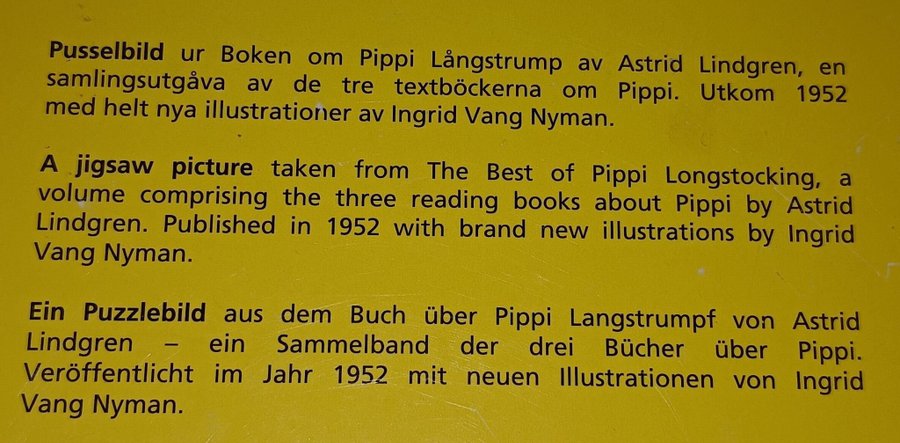 Pusselbild ur Boken om Pippi Långstrump av Astrid Lindgren, en
samlingsutgåva av de tre textböckerna om Pippi. Utkom 1952
med helt nya illustrationer av Ingrid Vang Nyman.
A jigsaw picture taken from The Best of Pippi Longstocking, a
volume comprising the three reading books about Pippi by Astrid
Lindgren. Published in 1952 with brand new illustrations by Ingrid
Vang Nyman.
Ein Puzzlebild aus dem Buch über Pippi Langstrumpf von Astrid
Lindgren – ein Sammelband der drei Bücher über Pippi.
Veröffentlicht im Jahr 1952 mit neuen Illustrationen von Ingrid
Vang Nyman.